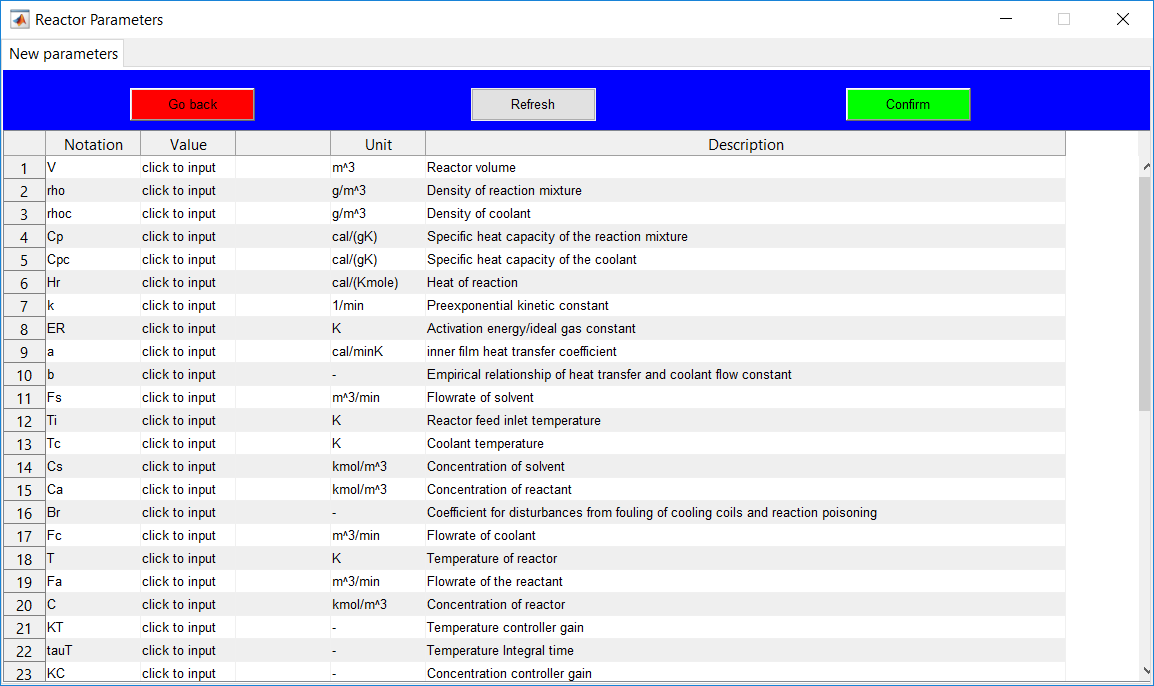 Reactor Parameters
New parameters
Go back Refresh Confirm
Notation Value Unit Description
1 V click to input m^3 Reactor volume
2 rho click to input g/m^3 Density of reaction mixture
3 rhoc click to input g/m^3 Density of coolant
4 Cp click to input cal/(gK) Specific heat capacity of the reaction mixture
5 Cpc click to input cal/(gK) Specific heat capacity of the coolant
6 Hr click to input cal/(Kmole) Heat of reaction
7 k click to input 1/min Preexponential kinetic constant
8 ER click to input K Activation energy/ideal gas constant
9 a click to input cal/minK inner film heat transfer coefficient
10 b click to input - Empirical relationship of heat transfer and coolant flow constant
11 Fs click to input m^3/min Flowrate of solvent
12 Ti click to input K Reactor feed inlet temperature
13 Tc click to input K Coolant temperature
14 Cs click to input kmol/m^3 Concentration of solvent
15 Ca click to input kmol/m^3 Concentration of reactant
16 Br click to input - Coefficient for disturbances from fouling of cooling coils and reaction poisoning
17 Fc click to input m^3/min Flowrate of coolant
18 T click to input K Temperature of reactor
19 Fa click to input m^3/min Flowrate of the reactant
20 C click to input kmol/m^3 Concentration of reactor
21 KT click to input - Temperature controller gain
22 tauT click to input - Temperature Integral time
23 KC click to input - Concentration controller gain